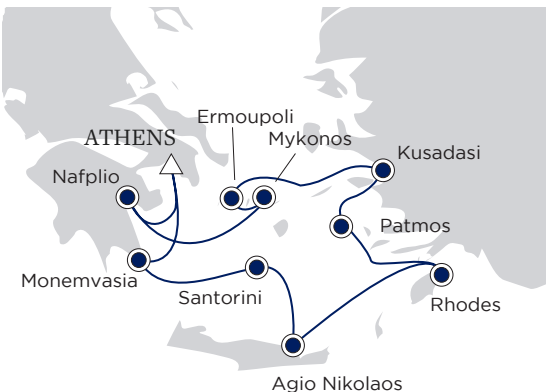 Ermoupoli
Mykonos
ATHENS
Kusadasi
Nafplio
Patmos
Monemvasia
Santorini
Rhodes
Agio Nikolaos